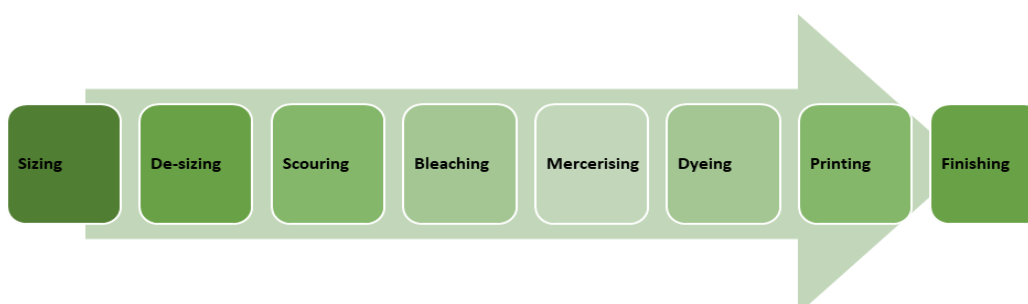 Sizing
De-sizing
Scouring
Bleaching
Mercerising
Dyeing
Printing
Finishing